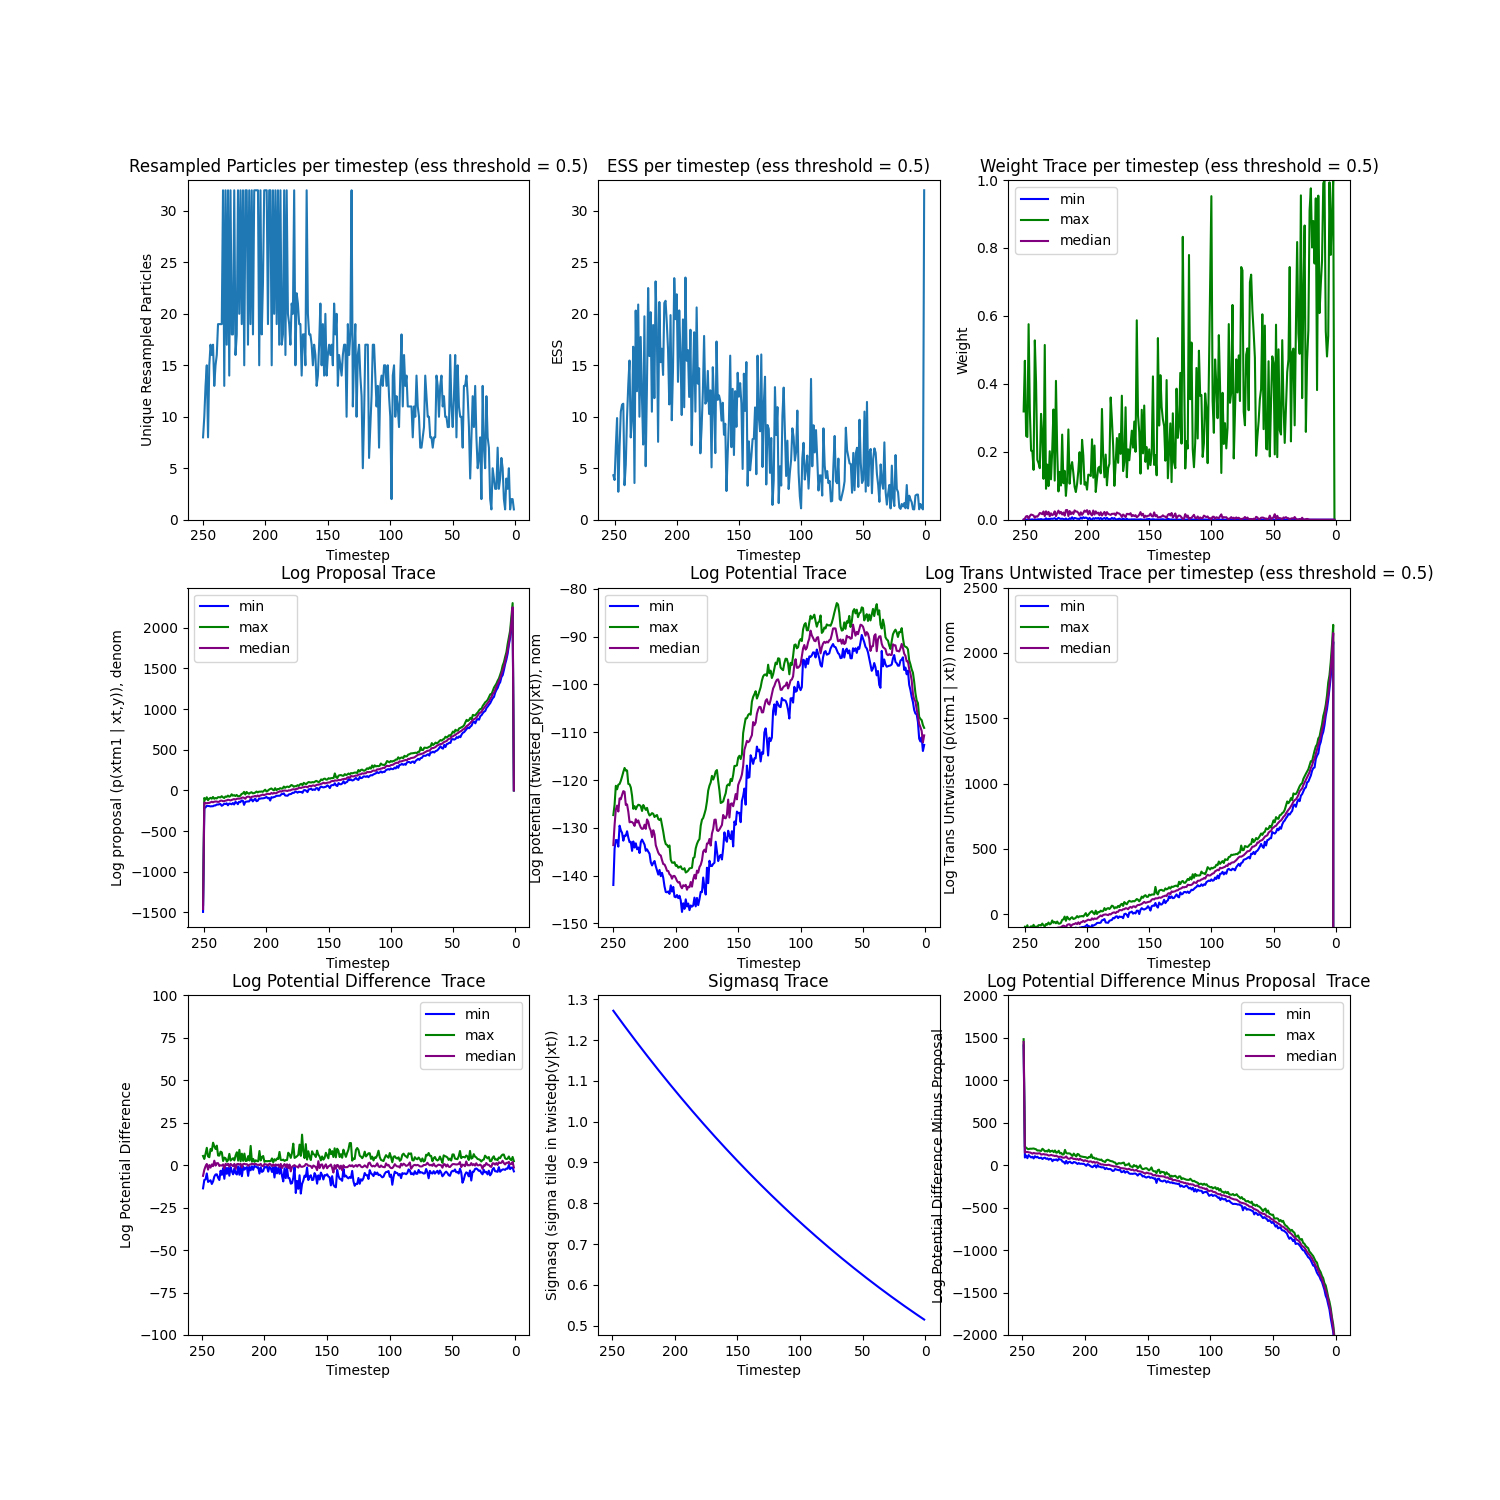 Resampled Particles per timestep (ess threshold = 0.5)
Unique Resampled Particles
0
5
10
15
20
25
30
250
200
150
100
50
0
Timestep
ESS per timestep (ess threshold = 0.5)
ESS
0
5
10
15
20
25
30
250
200
150
100
50
0
Timestep
Weight Trace per timestep (ess threshold = 0.5)
Weight
min
max
median
0.0
0.2
0.4
0.6
0.8
1.0
250
200
150
100
50
0
Timestep
Log Proposal Trace
Log proposal (p(xtm1 | xt,y)), denom
min
max
median
−1500
−1000
−500
0
500
1000
1500
2000
250
200
150
100
50
0
Timestep
Log Potential Trace
Log potential (twisted_p(y|xt)), nom
min
max
median
−150
−140
−130
−120
−110
−100
−90
−80
250
200
150
100
50
0
Timestep
Log Trans Untwisted Trace per timestep (ess threshold = 0.5)
Log Trans Untwisted (p(xtm1 | xt)) nom
min
max
median
0
500
1000
1500
2000
2500
250
200
150
100
50
0
Timestep
Log Potential Difference  Trace
Log Potential Difference
min
max
median
−100
−75
−50
−25
0
25
50
75
100
250
200
150
100
50
0
Timestep
Sigmasq Trace
Sigmasq (sigma tilde in twistedp(y|xt))
0.5
0.6
0.7
0.8
0.9
1.0
1.1
1.2
1.3
250
200
150
100
50
0
Timestep
Log Potential Difference Minus Proposal  Trace
Log Potential Difference Minus Proposal
min
max
median
−2000
−1500
−1000
−500
0
500
1000
1500
2000
250
200
150
100
50
0
Timestep